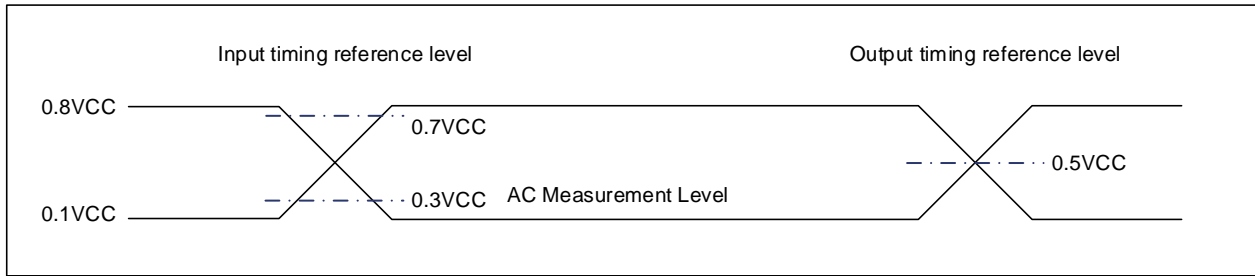 Input timing reference level
Output timing reference level
0.8VCC
0.7VCC
0.5VCC
0.3VCC
AC Measurement Level
0.1VCC